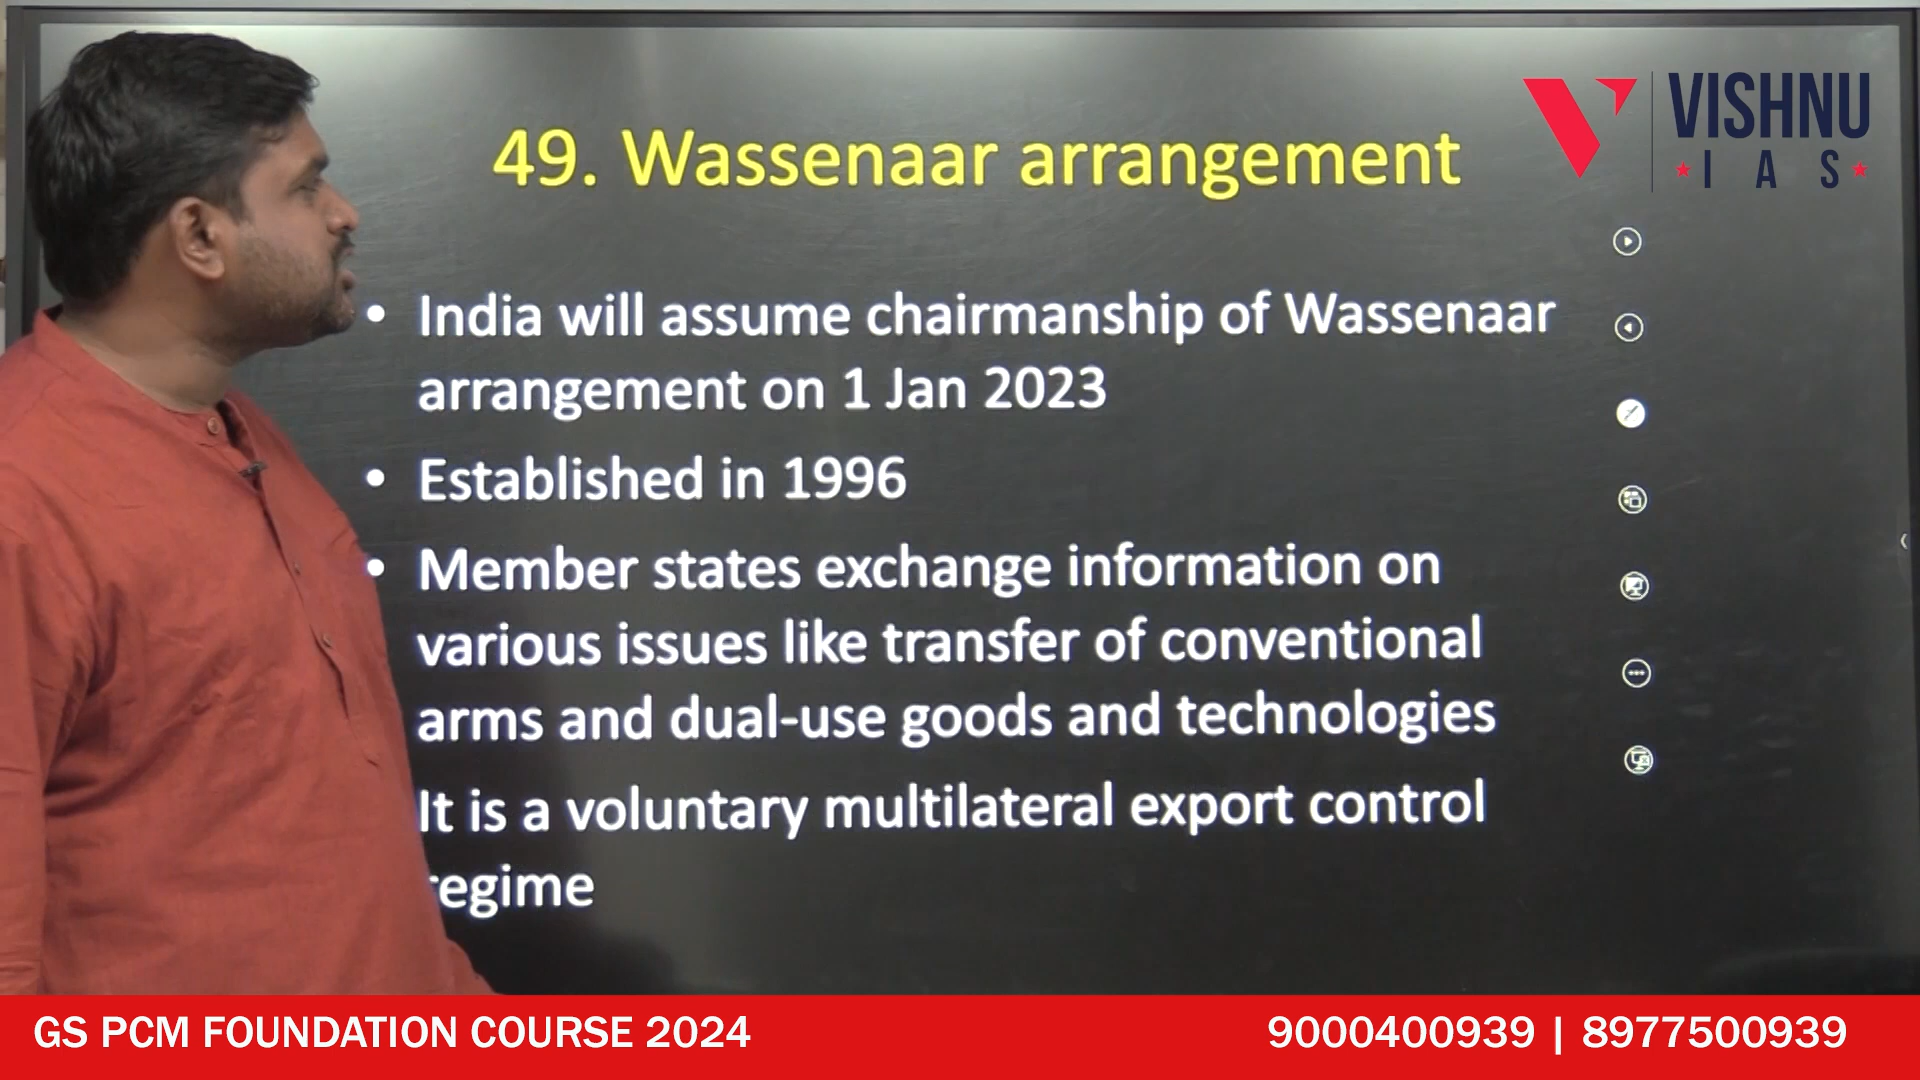 49. Wassenaar arrangement
VISHNU
IAS
• India will assume chairmanship of Wassenaar
arrangement on 1 Jan 2023
• Established in 1996
• Member states exchange information on
various issues like transfer of conventional
arms and dual-use goods and technologies
It is a voluntary multilateral export control
regime
GS PCM FOUNDATION COURSE 2024
9000400939 | 8977500939